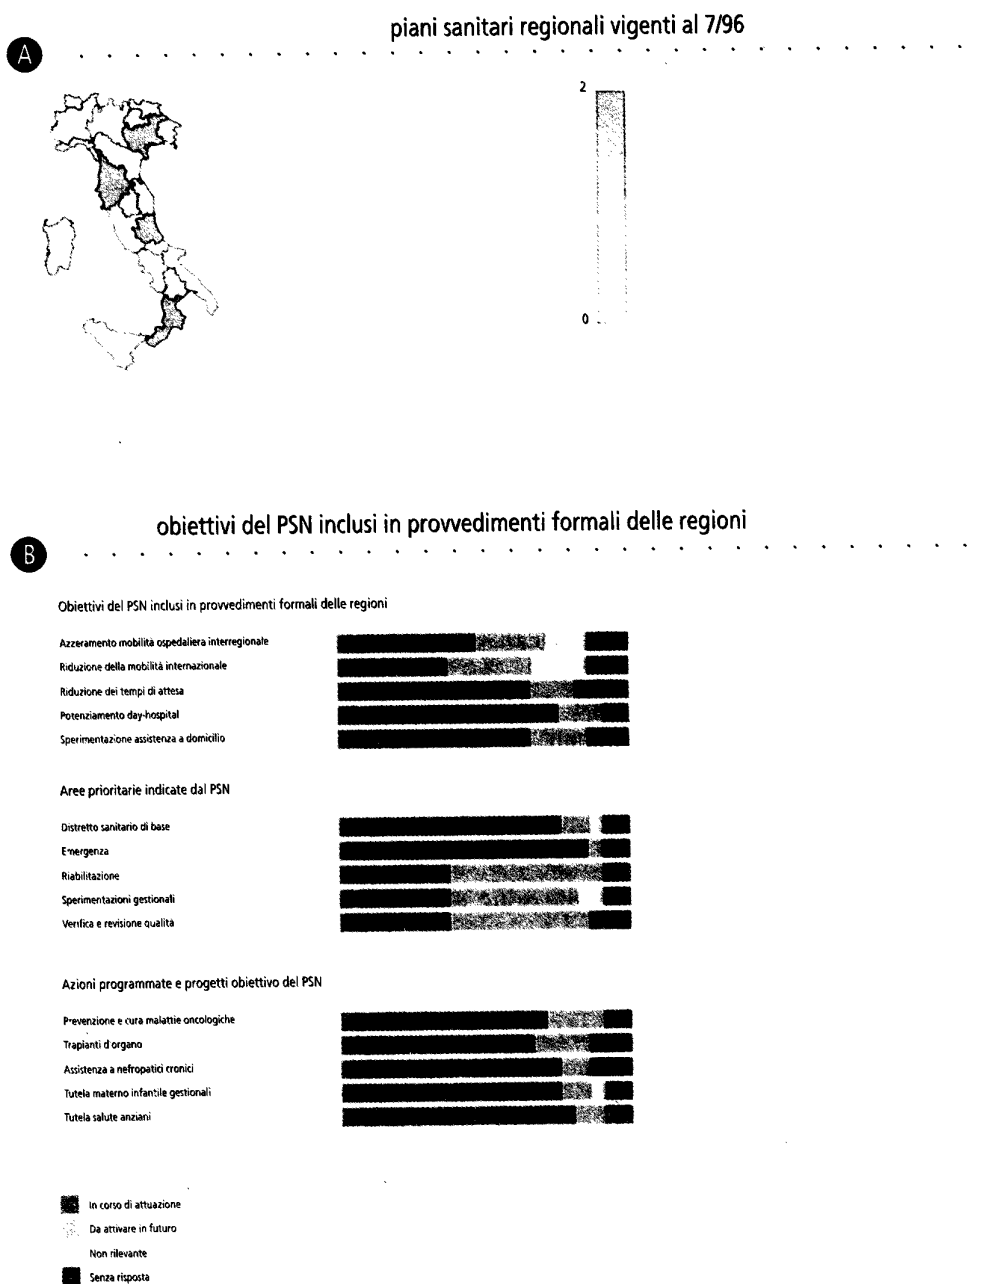 piani sanitari regionali vigenti al 7/96
A
2
0
obiettivi del PSN inclusi in provvedimenti formali delle regioni
B
Obiettivi del PSN inclusi in provvedimenti formali delle regioni
Azzeramento mobilità ospedaliera interregionale
Riduzione della mobilità internazionale
Riduzione dei tempi di attesa
Potenziamento day-hospital
Sperimentazione assistenza a domicilio
Aree prioritarie indicate dal PSN
Distretto sanitario di base
Emergenza
Riabilitazione
Sperimentazioni gestionali
Verifica e revisione qualità
Azioni programmate e progetti obiettivo del PSN
Prevenzione e cura malattie oncologiche
Trapianti d organo
Assistenza a nefropatici cronici
Tutela materno infantile gestionali
Tutela salute anziani
In corso di attuazione
Da attivare in futuro
Non rilevante
Senza risposta